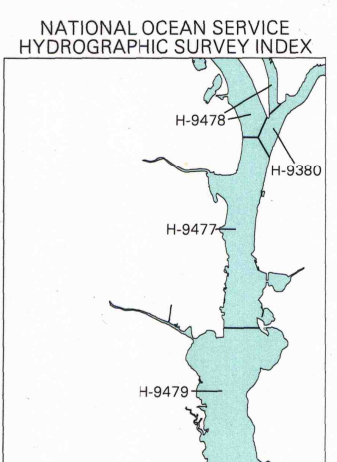 NATIONAL OCEAN SERVICE
HYDROGRAPHIC SURVEY INDEX
H-9478
H-9380
H-9477
H-9479